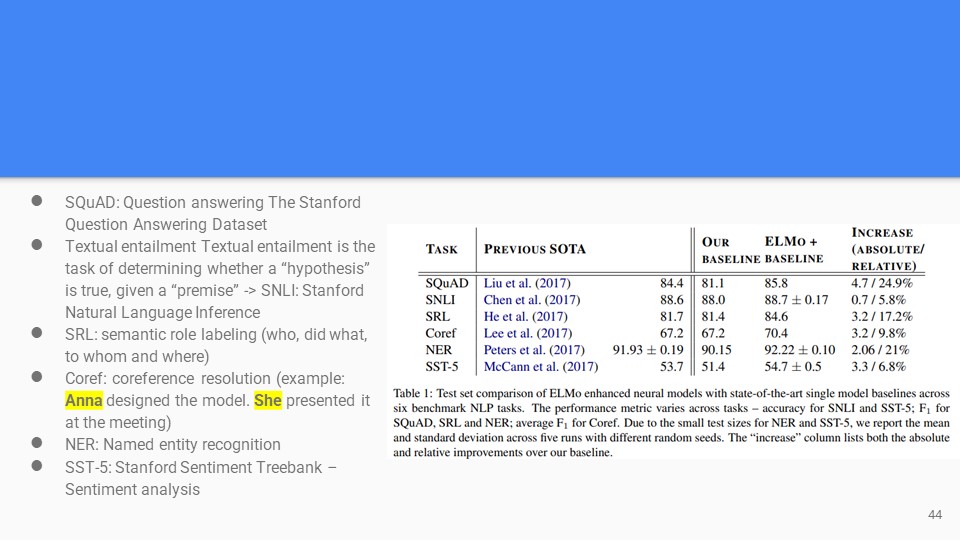 ● SQuAD: Question answering The Stanford
Question Answering Dataset
● Textual entailment Textual entailment is the
task of determining whether a “hypothesis”
is true, given a “premise” -> SNLI: Stanford
Natural Language Inference
● SRL: semantic role labeling (who, did what,
to whom and where)
● Coref: coreference resolution (example:
Anna designed the model. She presented it
at the meeting)
● NER: Named entity recognition
● SST-5: Stanford Sentiment Treebank –
Sentiment analysis
TASK PREVIOUS SOTA OUR BASELINE ELMO + BASELINE INCREASE (ABSOLUTE/ RELATIVE)
SQuAD Liu et al. (2017) 84.4 81.1 85.8 4.7 / 24.9%
SNLI Chen et al. (2017) 88.6 88.0 88.7 ± 0.17 0.7 / 5.8%
SRL He et al. (2017) 81.7 81.4 84.6 3.2 / 17.2%
Coref Lee et al. (2017) 67.2 67.2 70.4 3.2 / 9.8%
NER Peters et al. (2017) 91.93 ± 0.19 90.15 92.22 ± 0.10 2.06 / 21%
SST-5 McCann et al. (2017) 53.7 51.4 54.7 ± 0.5 3.3 / 6.8%
Table 1: Test set comparison of ELMo enhanced neural models with state-of-the-art single model baselines across
six benchmark NLP tasks. The performance metric varies across tasks – accuracy for SNLI and SST-5; F1 for
SQuAD, SRL and NER; average F1 for Coref. Due to the small test sizes for NER and SST-5, we report the mean
and standard deviation across five runs with different random seeds. The “increase” column lists both the absolute
and relative improvements over our baseline.
44